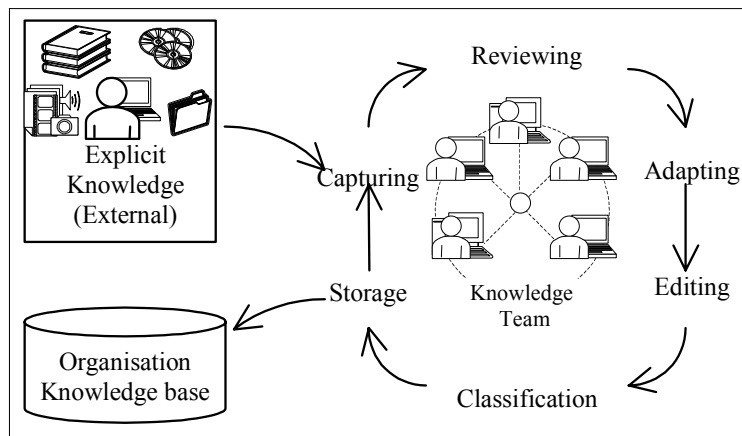 Explicit
Knowledge
(External)
Reviewing
Capturing
Adapting
Storage
Editing
Knowledge
Team
Classification
Organisation
Knowledge base